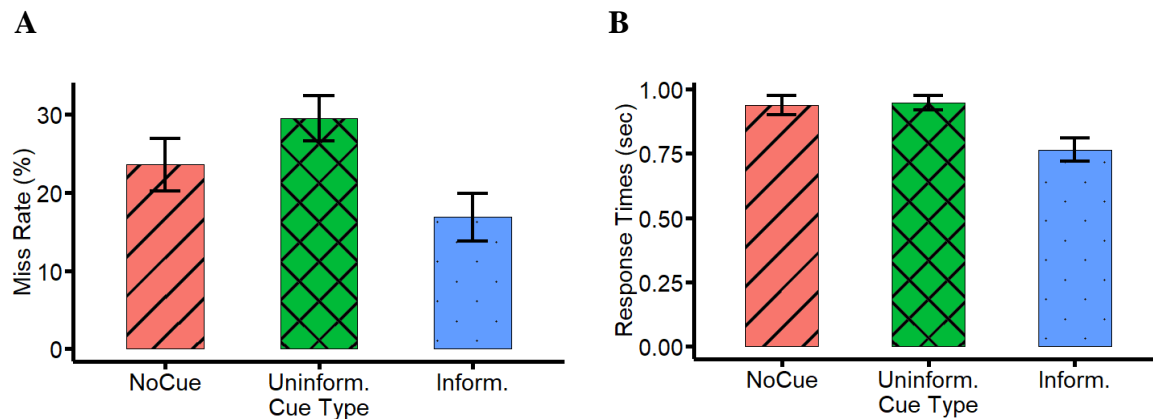 A
Miss Rate (%)
30
20
10
0
NoCue
Uninform.
Inform.
Cue Type
B
Response Times (sec)
1.00
0.75
0.50
0.25
0.00
NoCue
Uninform.
Inform.
Cue Type